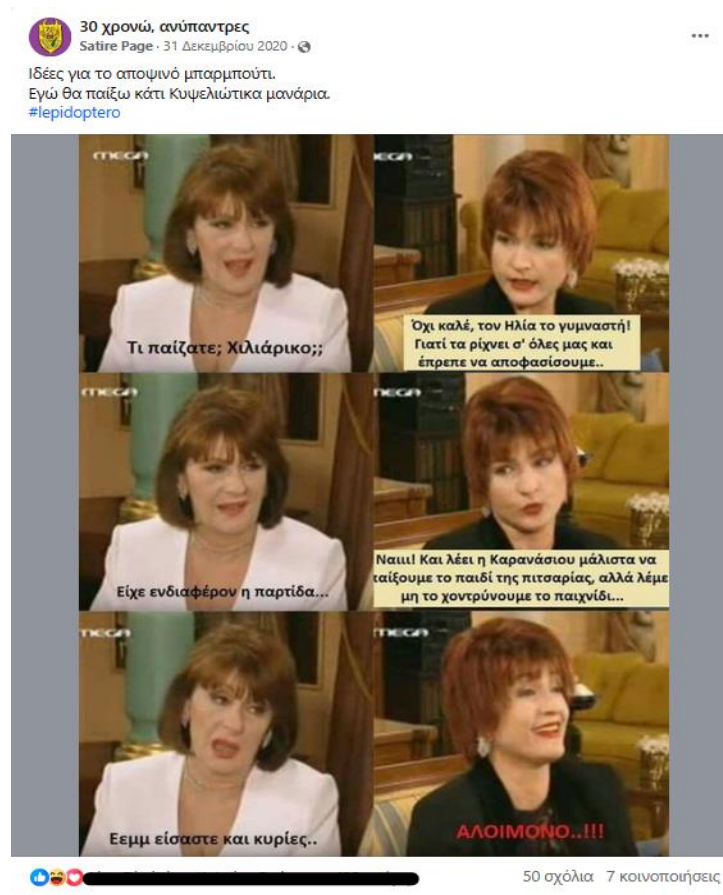 30 χρονώ, ανύπαντρες
Satire Page · 31 Δεκεμβρίου 2020 ·
Ιδέες για το αποψινό μπαρμπούτι.
Εγώ θα παίξω κάτι Κυψελιώτικα μανάρια.
#lepidoptero
MEGA
MEGA
Τι παίζατε; Χιλιάρικο;;
Όχι καλέ, τον Ηλία το γυμναστή!
Γιατί τα ρίχνει σ' όλες μας και
έπρεπε να αποφασίσουμε..
MEGA
MEGA
Είχε ενδιαφέρον η παρτίδα...
Ναιιι! Και λέει η Καρανάσιου μάλιστα να
ταίξουμε το παιδί της πιτσαρίας, αλλά λέμε
μη το χοντρύνουμε το παιχνίδι...
MEGA
MEGA
Εεμμ είσαστε και κυρίες..
ΑΛΟΙΜΟΝΟ..!!!
50 σχόλια 7 κοινοποιήσεις